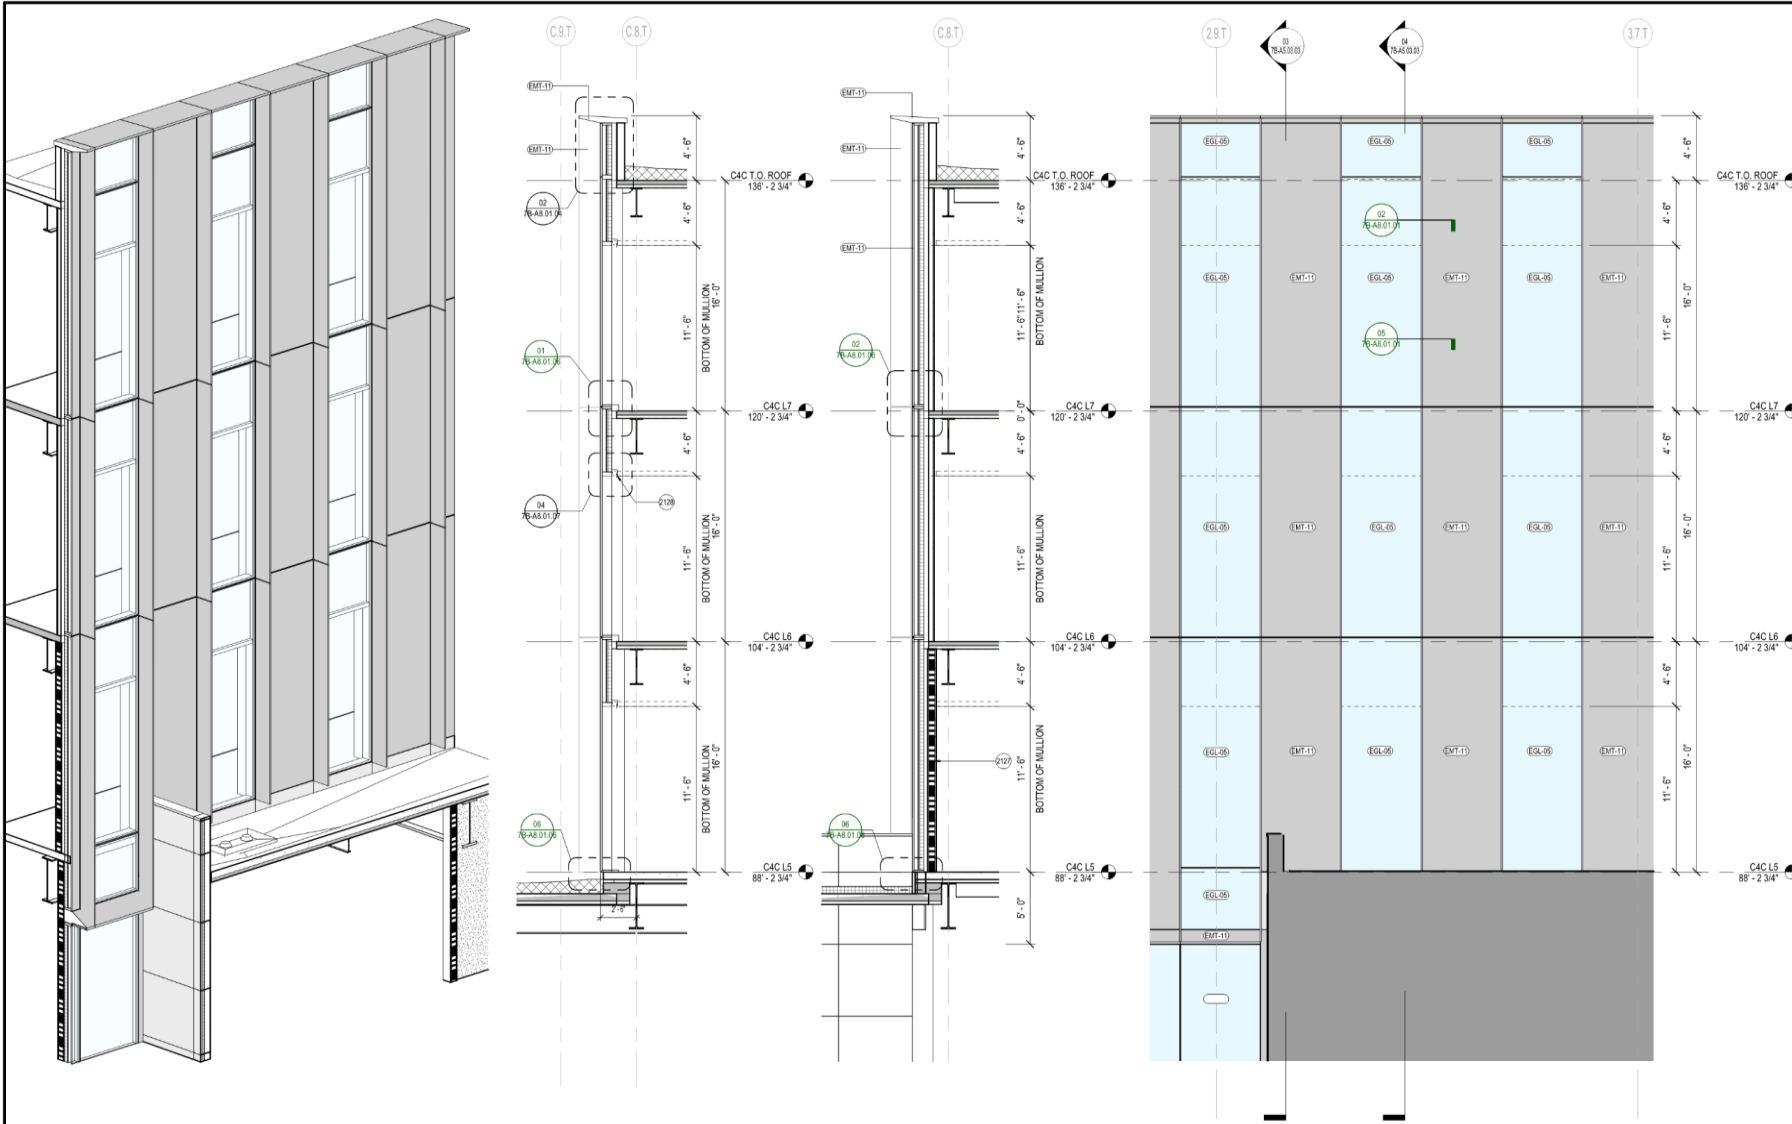 C.9.T
C.8.T
EMT-11
EMT-11
02
7B-A8.01.04
4' - 6"
C4C T.O. ROOF
136' - 2 3/4"
4' - 6"
11' - 6"
BOTTOM OF MULLION
16' - 0"
01
7B-A8.01.06
C4C L7
120' - 2 3/4"
4' - 6"
04
7B-A8.01.07
2128
11' - 6"
BOTTOM OF MULLION
16' - 0"
C4C L6
104' - 2 3/4"
4' - 6"
11' - 6"
BOTTOM OF MULLION
16' - 0"
06
7B-A8.01.06
C4C L5
88' - 2 3/4"
2' - 6"
C.8.T
EMT-11
EMT-11
EMT-11
4' - 6"
C4C T.O. ROOF
136' - 2 3/4"
4' - 6"
11' - 6"
11' - 6"
BOTTOM OF MULLION
02
7B-A8.01.06
0' - 0"
C4C L7
120' - 2 3/4"
4' - 6"
11' - 6"
BOTTOM OF MULLION
C4C L6
104' - 2 3/4"
4' - 6"
2127
11' - 6"
BOTTOM OF MULLION
06
C4C L5
88' - 2 3/4"
5' - 0"
2.9.T
03
7B-A5.03.03
04
7B-A5.03.03
3.7.T
EGL-05
EGL-05
EGL-05
4' - 6"
C4C T.O. ROOF
136' - 2 3/4"
02
7B-A8.01.01
4' - 6"
EGL-05
EMT-11
EGL-05
EMT-11
EGL-05
EMT-11
16' - 0"
05
7B-A8.01.01
11' - 6"
C4C L7
120' - 2 3/4"
4' - 6"
EGL-05
EMT-11
EGL-05
EMT-11
EGL-05
EMT-11
16' - 0"
11' - 6"
C4C L6
104' - 2 3/4"
4' - 6"
EGL-05
EMT-11
EGL-05
EMT-11
EGL-05
EMT-11
16' - 0"
11' - 6"
C4C L5
88' - 2 3/4"
EGL-05
EMT-11